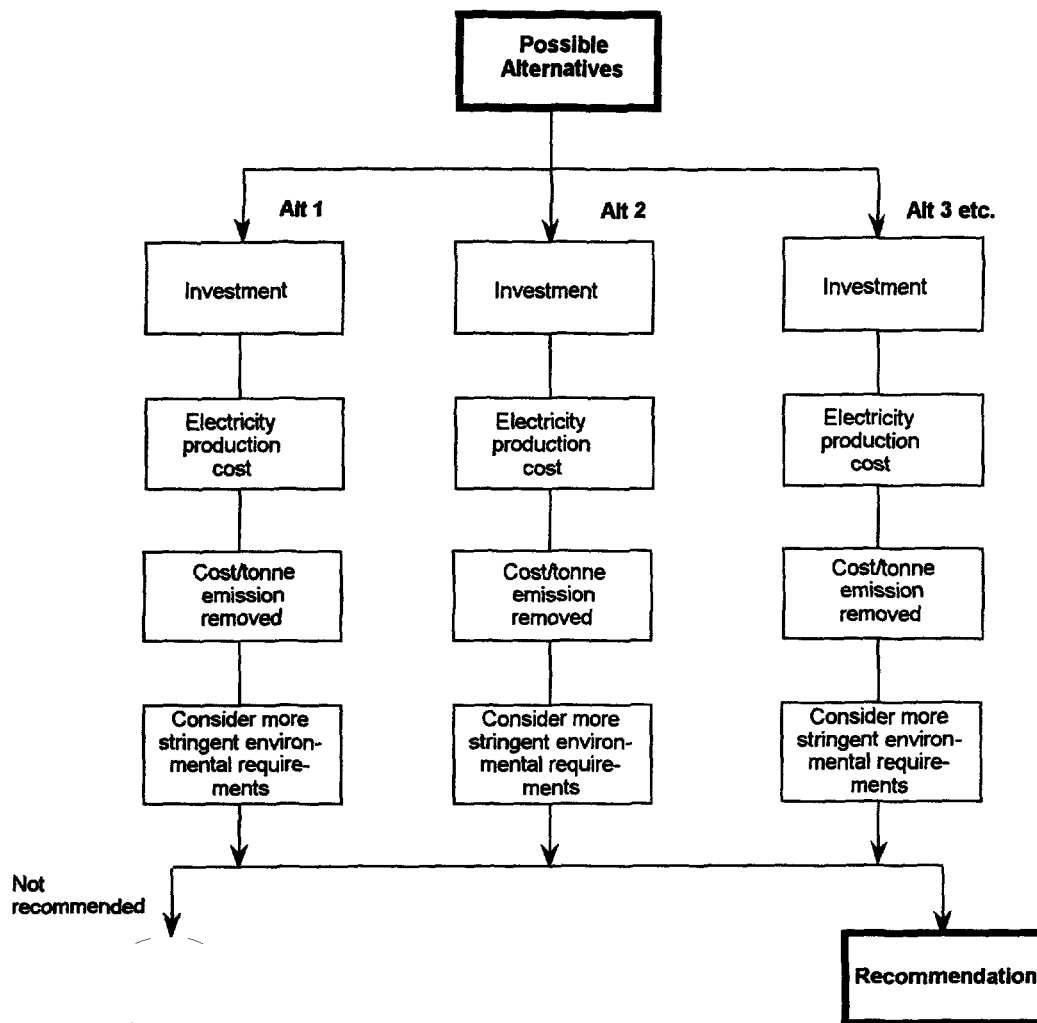 Possible
Alternatives
Alt 1
Alt 2
Alt 3 etc.
Investment
Investment
Investment
Electricity
production
cost
Electricity
production
cost
Electricity
production
cost
Cost/tonne
emission
removed
Cost/tonne
emission
removed
Cost/tonne
emission
removed
Consider more
stringent environ-
mental require-
ments
Consider more
stringent environ-
mental require-
ments
Consider more
stringent environ-
mental require-
ments
Not
recommended
Recommendation